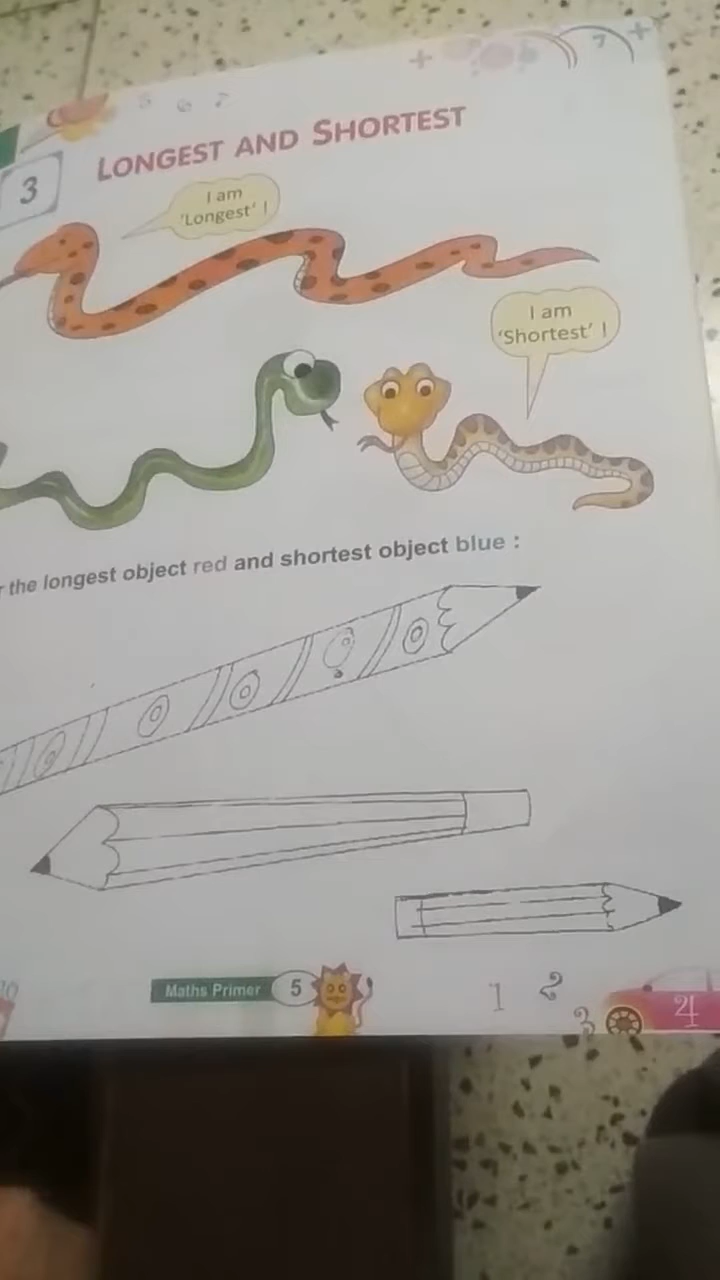 7
3
LONGEST AND SHORTEST
I am
'Longest' !
I am
'Shortest' !
the longest object red and shortest object blue :
Maths Primer 5
1 2
3 4